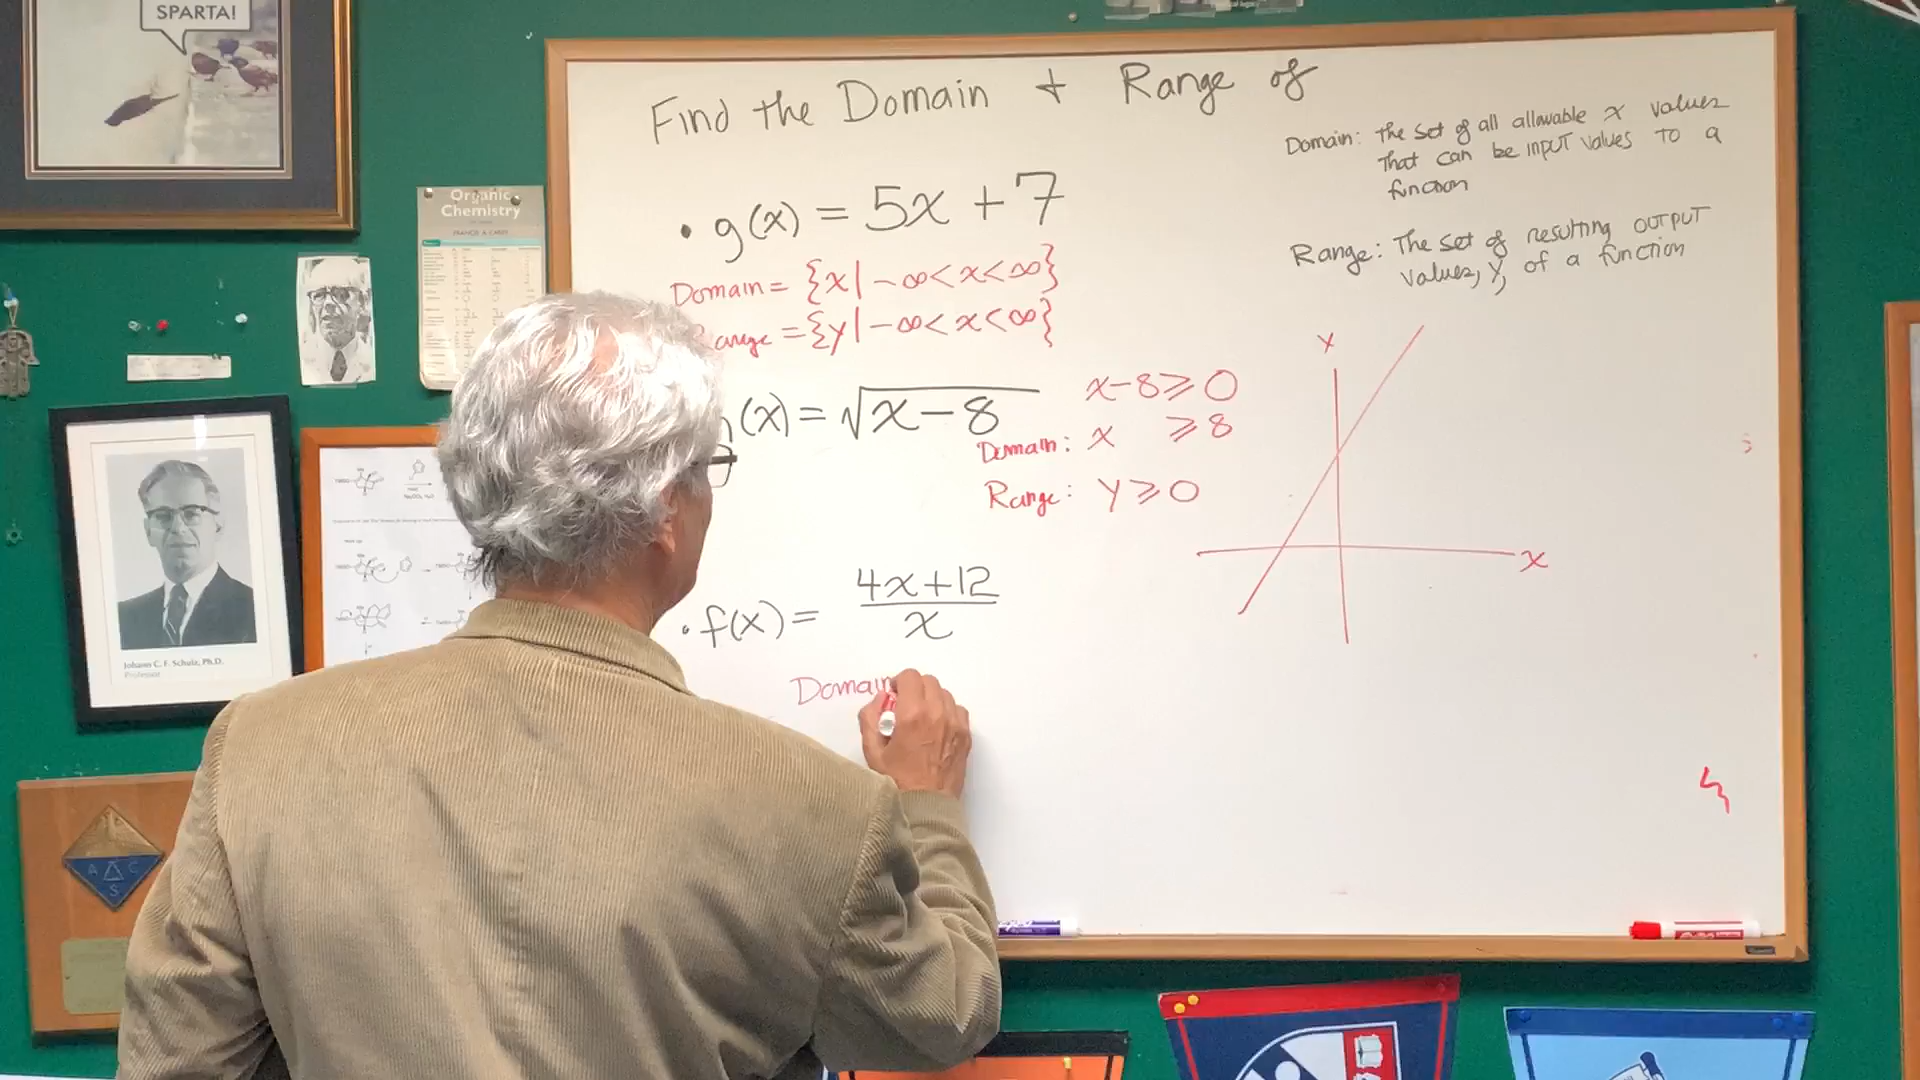 SPARTA!
Organic
Chemistry
Find the Domain + Range of
• g(x) = 5x + 7
Domain = {x| -∞ < x < ∞}
Range = {y| -∞ < x < ∞}
h(x) = √x-8
x-8 ≥ 0
Domain: x ≥ 8
Range: y ≥ 0
• f(x) = 4x+12
x
Domain
Domain: The set of all allowable x values
that can be input values to a
function
Range: The set of resulting output
values, y, of a function
y
x
Johann C. F. Schulz, Ph.D.
Professor
A C
S